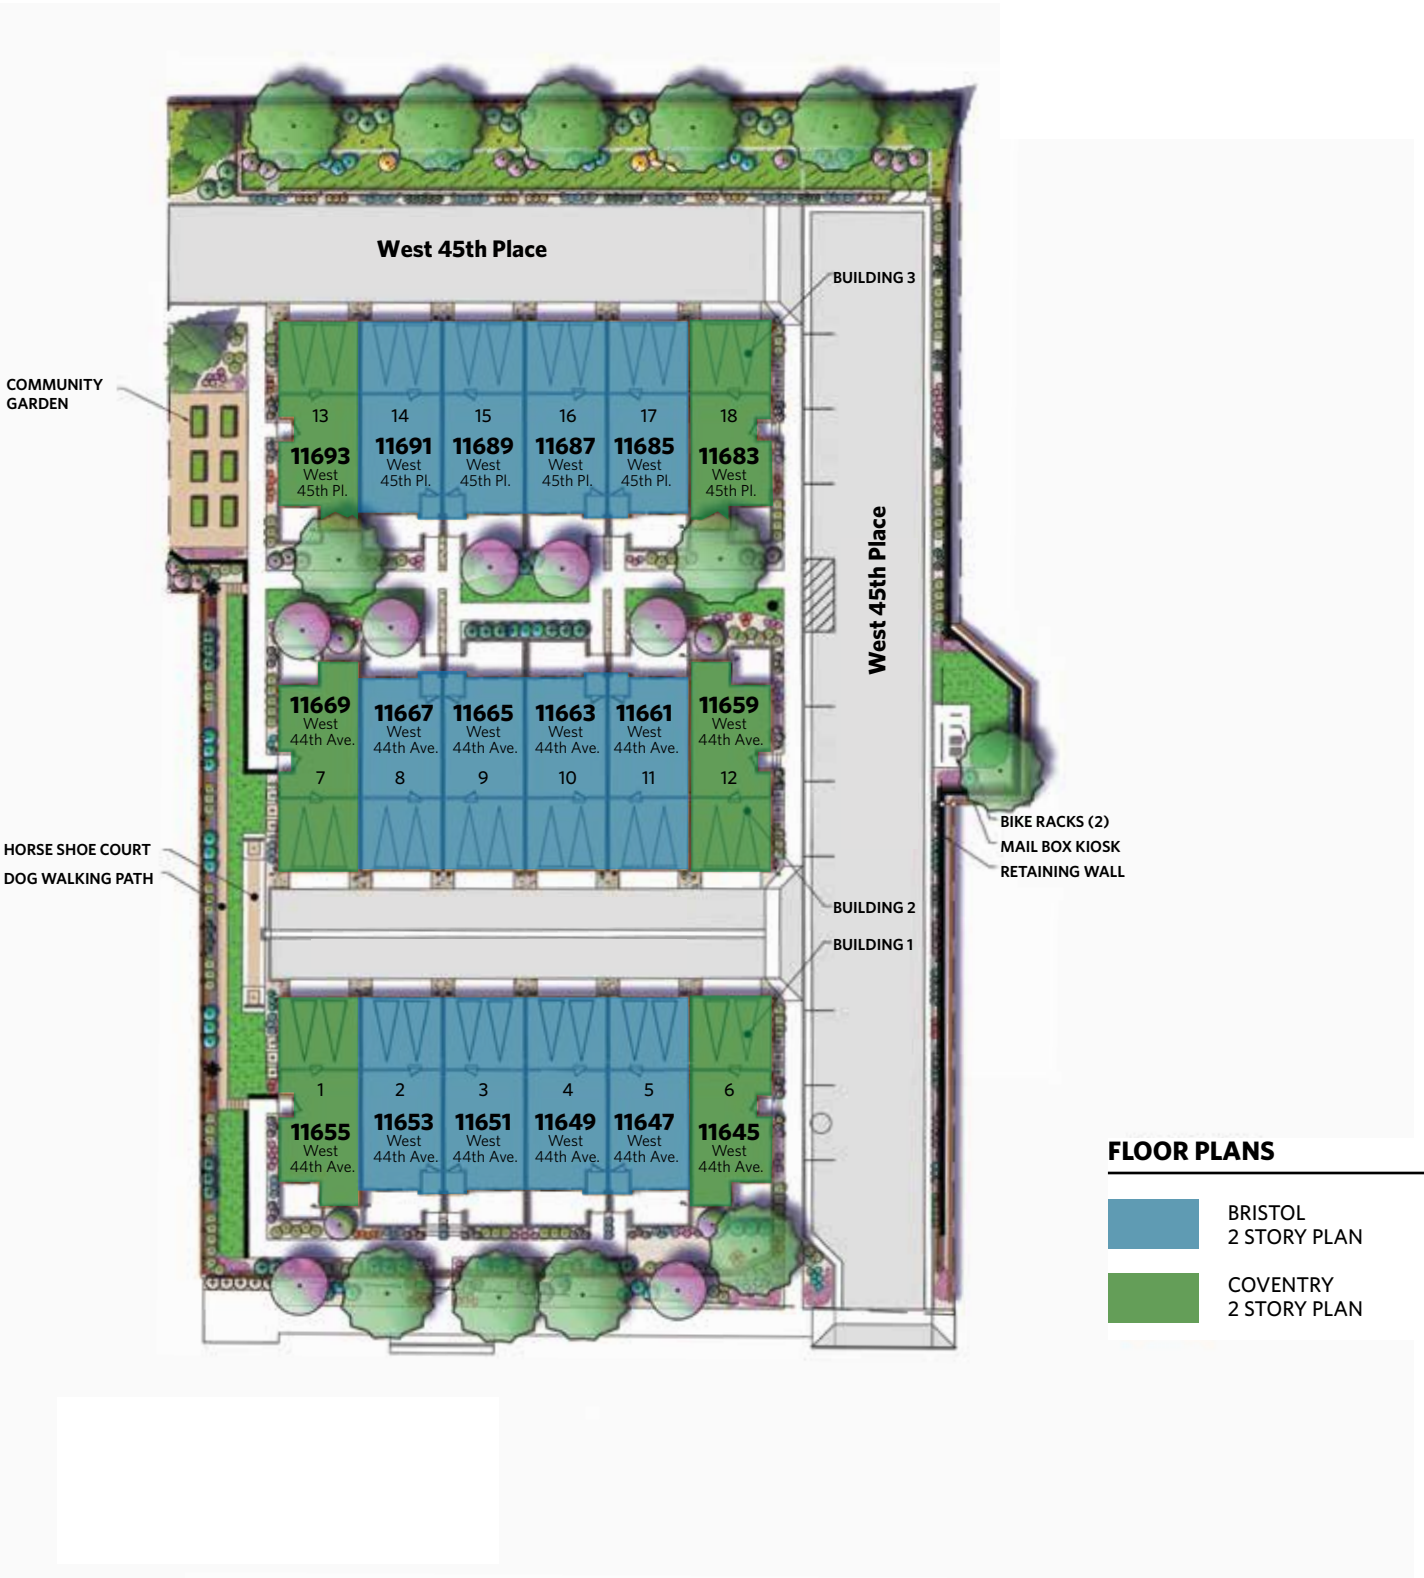 West 45th Place
BUILDING 3
COMMUNITY
GARDEN
13
11693
West
45th Pl.
14
11691
West
45th Pl.
15
11689
West
45th Pl.
16
11687
West
45th Pl.
17
11685
West
45th Pl.
18
11683
West
45th Pl.
West 45th Place
11669
West
44th Ave.
7
11667
West
44th Ave.
8
11665
West
44th Ave.
9
11663
West
44th Ave.
10
11661
West
44th Ave.
11
11659
West
44th Ave.
12
BIKE RACKS (2)
MAIL BOX KIOSK
RETAINING WALL
HORSE SHOE COURT
DOG WALKING PATH
BUILDING 2
BUILDING 1
1
11655
West
44th Ave.
2
11653
West
44th Ave.
3
11651
West
44th Ave.
4
11649
West
44th Ave.
5
11647
West
44th Ave.
6
11645
West
44th Ave.
FLOOR PLANS
BRISTOL
2 STORY PLAN
COVENTRY
2 STORY PLAN